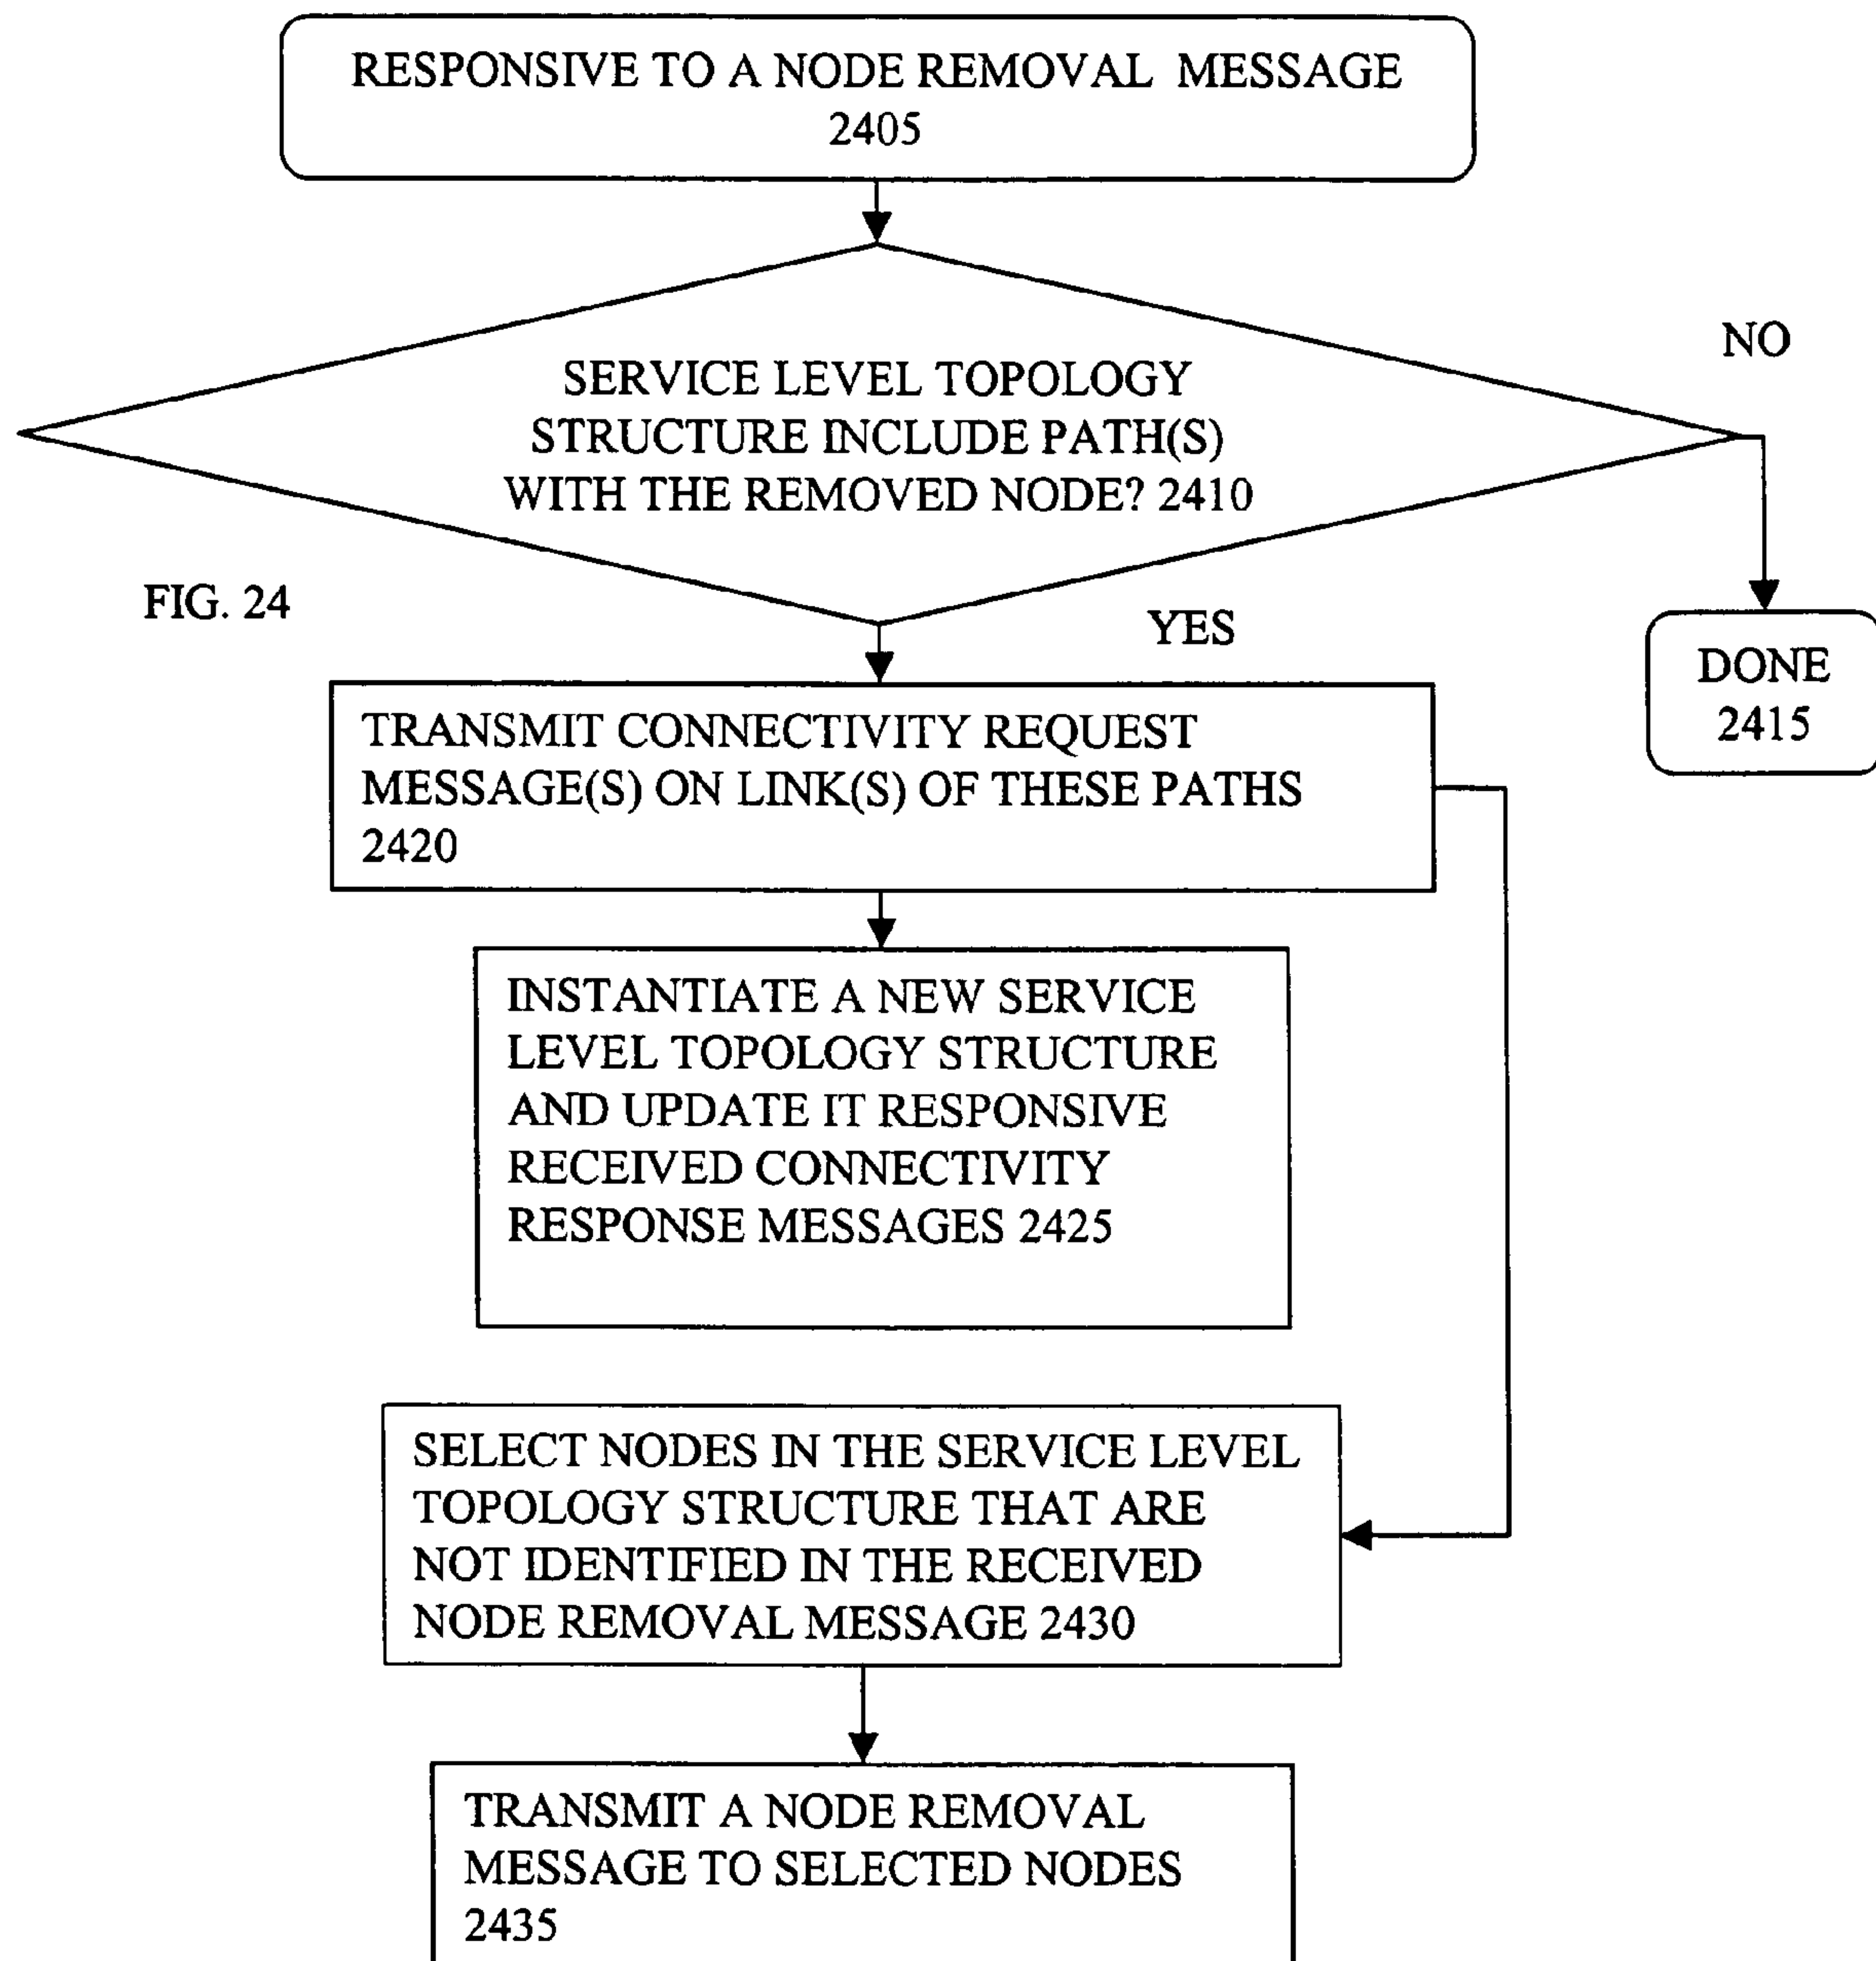 RESPONSIVE TO A NODE REMOVAL MESSAGE
2405
SERVICE LEVEL TOPOLOGY
STRUCTURE INCLUDE PATH(S)
WITH THE REMOVED NODE? 2410
NO
FIG. 24
YES
DONE
2415
TRANSMIT CONNECTIVITY REQUEST
MESSAGE(S) ON LINK(S) OF THESE PATHS
2420
INSTANTIATE A NEW SERVICE
LEVEL TOPOLOGY STRUCTURE
AND UPDATE IT RESPONSIVE
RECEIVED CONNECTIVITY
RESPONSE MESSAGES 2425
SELECT NODES IN THE SERVICE LEVEL
TOPOLOGY STRUCTURE THAT ARE
NOT IDENTIFIED IN THE RECEIVED
NODE REMOVAL MESSAGE 2430
TRANSMIT A NODE REMOVAL
MESSAGE TO SELECTED NODES
2435